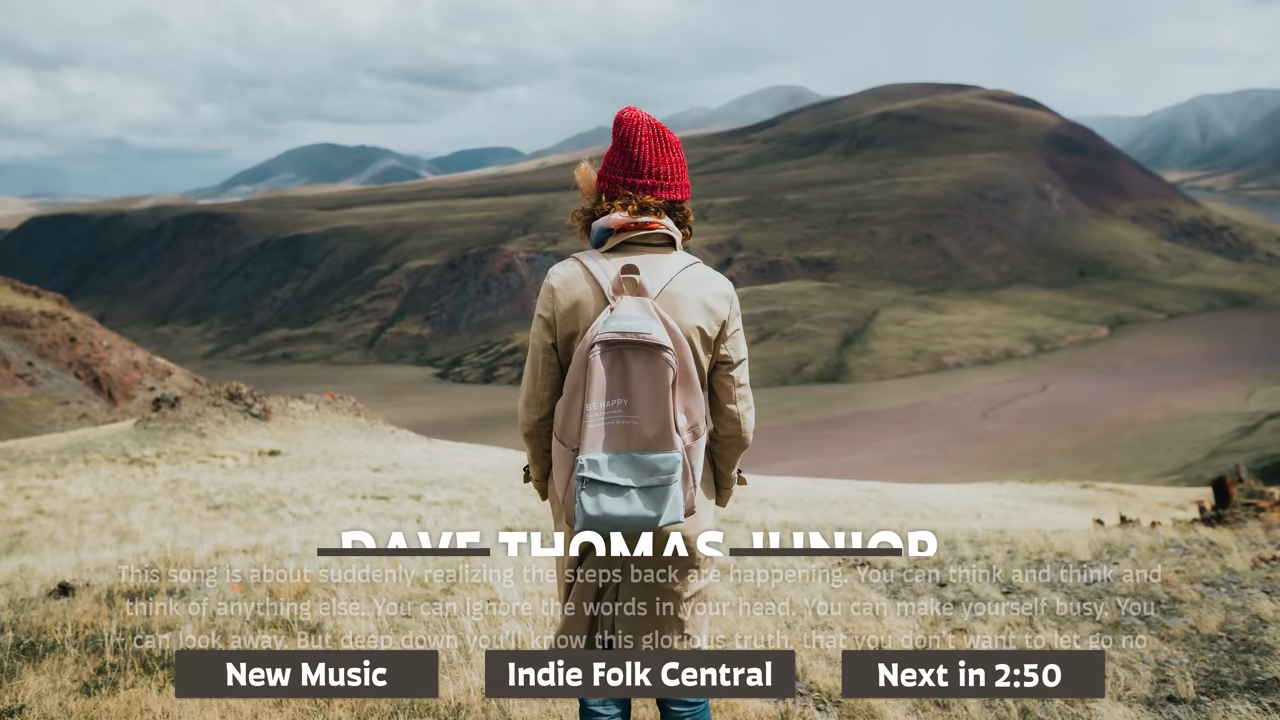 BE HAPPY
DAVE THOMAS JUNIOR
This song is about suddenly realizing the steps back are happening. You can think and think and
think of anything else. You can ignore the words in your head. You can make yourself busy. You
can look away. But deep down you'll know this glorious truth, that you don't want to let go no
New Music
Indie Folk Central
Next in 2:50